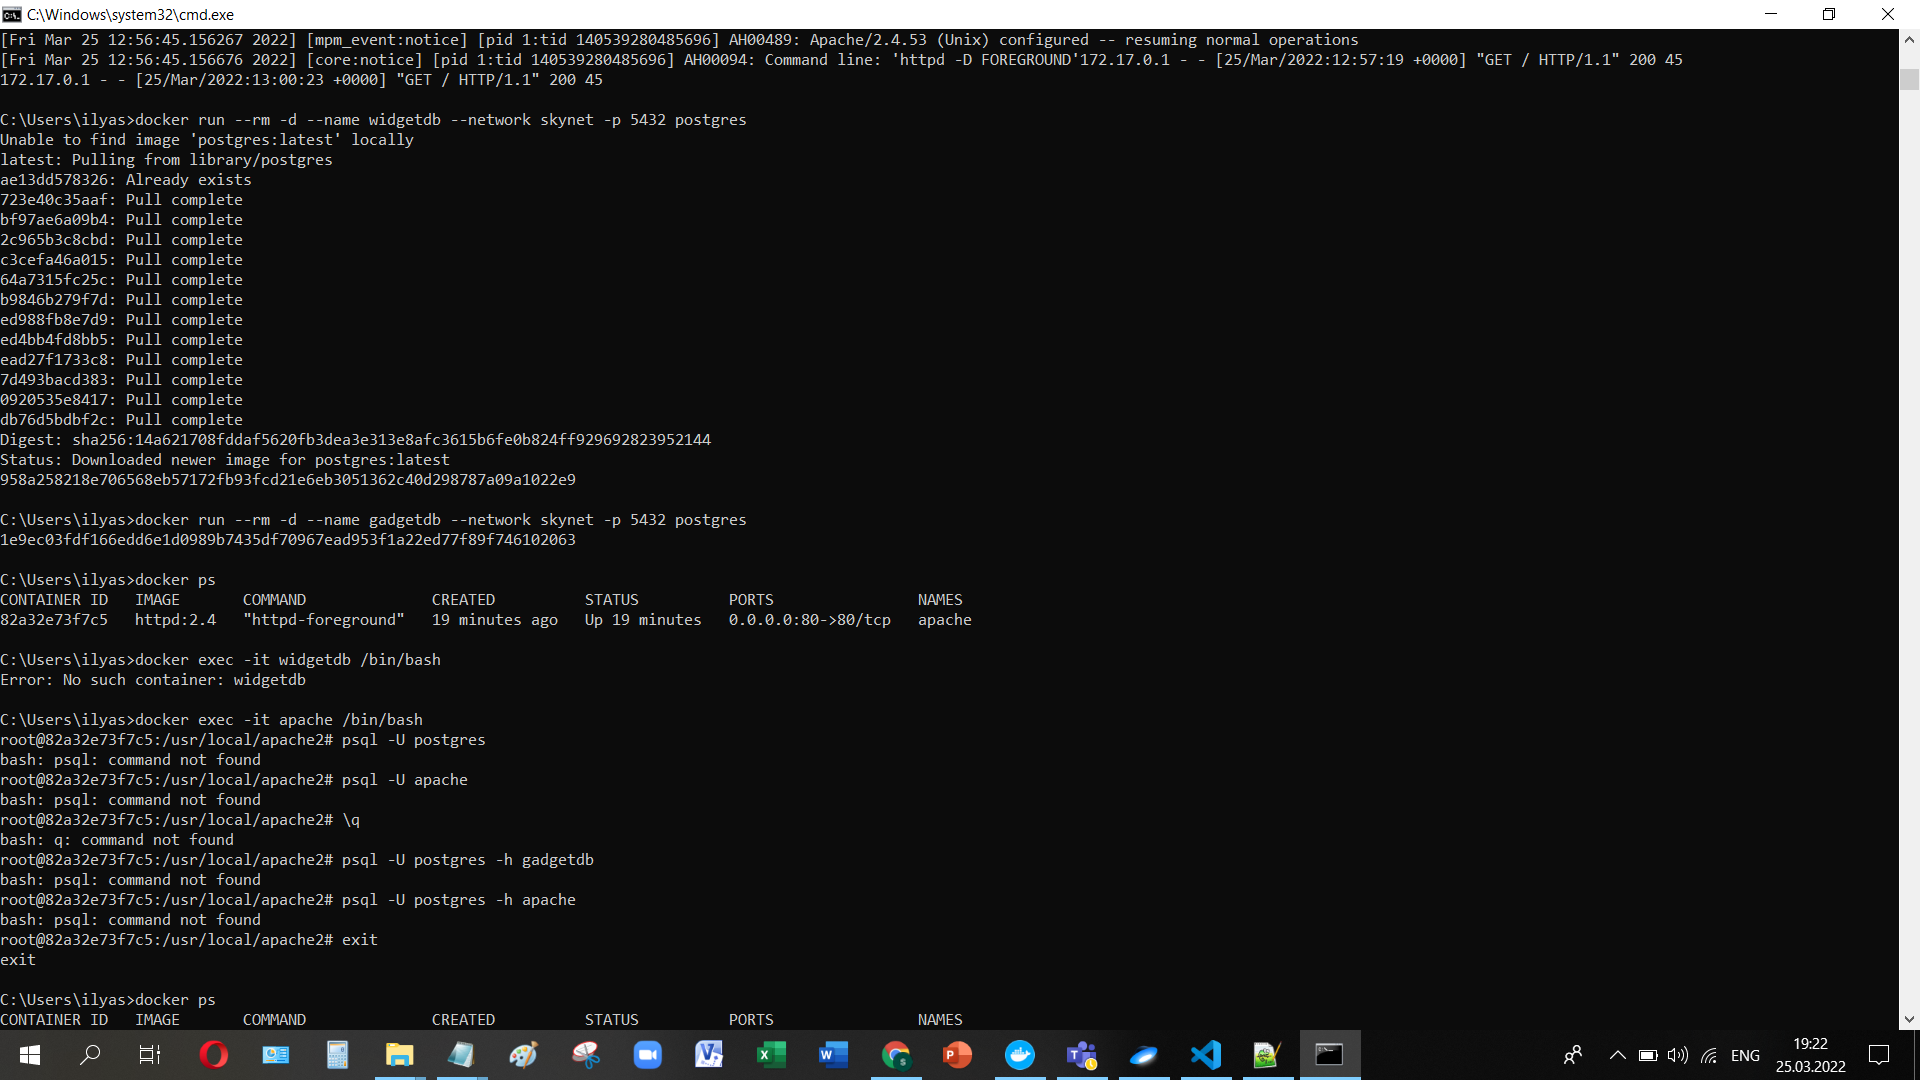 C:\Windows\system32\cmd.exe
[Fri Mar 25 12:56:45.156267 2022] [mpm_event:notice] [pid 1:tid 140539280485696] AH00489: Apache/2.4.53 (Unix) configured -- resuming normal operations
[Fri Mar 25 12:56:45.156676 2022] [core:notice] [pid 1:tid 140539280485696] AH00094: Command line: 'httpd -D FOREGROUND'172.17.0.1 - - [25/Mar/2022:12:57:19 +0000] "GET / HTTP/1.1" 200 45
172.17.0.1 - - [25/Mar/2022:13:00:23 +0000] "GET / HTTP/1.1" 200 45
C:\Users\ilyas>docker run --rm -d --name widgetdb --network skynet -p 5432 postgres
Unable to find image 'postgres:latest' locally
latest: Pulling from library/postgres
ae13dd578326: Already exists
723e40c35aaf: Pull complete
bf97ae6a09b4: Pull complete
2c965b3c8cbd: Pull complete
c3cefa46a015: Pull complete
64a7315fc25c: Pull complete
b9846b279f7d: Pull complete
ed988fb8e7d9: Pull complete
ed4bb4fd8bb5: Pull complete
ead27f1733c8: Pull complete
7d493bacd383: Pull complete
0920535e8417: Pull complete
db76d5bdbf2c: Pull complete
Digest: sha256:14a621708fddaf5620fb3dea3e313e8afc3615b6fe0b824ff929692823952144
Status: Downloaded newer image for postgres:latest
958a258218e706568eb57172fb93fcd21e6eb3051362c40d298787a09a1022e9
C:\Users\ilyas>docker run --rm -d --name gadgetdb --network skynet -p 5432 postgres
1e9ec03fdf166edd6e1d0989b7435df70967ead953f1a22ed77f89f746102063
C:\Users\ilyas>docker ps
CONTAINER ID   IMAGE       COMMAND              CREATED          STATUS          PORTS                NAMES
82a32e73f7c5   httpd:2.4   "httpd-foreground"   19 minutes ago   Up 19 minutes   0.0.0.0:80->80/tcp   apache
C:\Users\ilyas>docker exec -it widgetdb /bin/bash
Error: No such container: widgetdb
C:\Users\ilyas>docker exec -it apache /bin/bash
root@82a32e73f7c5:/usr/local/apache2# psql -U postgres
bash: psql: command not found
root@82a32e73f7c5:/usr/local/apache2# psql -U apache
bash: psql: command not found
root@82a32e73f7c5:/usr/local/apache2# \q
bash: q: command not found
root@82a32e73f7c5:/usr/local/apache2# psql -U postgres -h gadgetdb
bash: psql: command not found
root@82a32e73f7c5:/usr/local/apache2# psql -U postgres -h apache
bash: psql: command not found
root@82a32e73f7c5:/usr/local/apache2# exit
exit
C:\Users\ilyas>docker ps
CONTAINER ID   IMAGE       COMMAND              CREATED          STATUS          PORTS                NAMES
ENG
19:22
25.03.2022